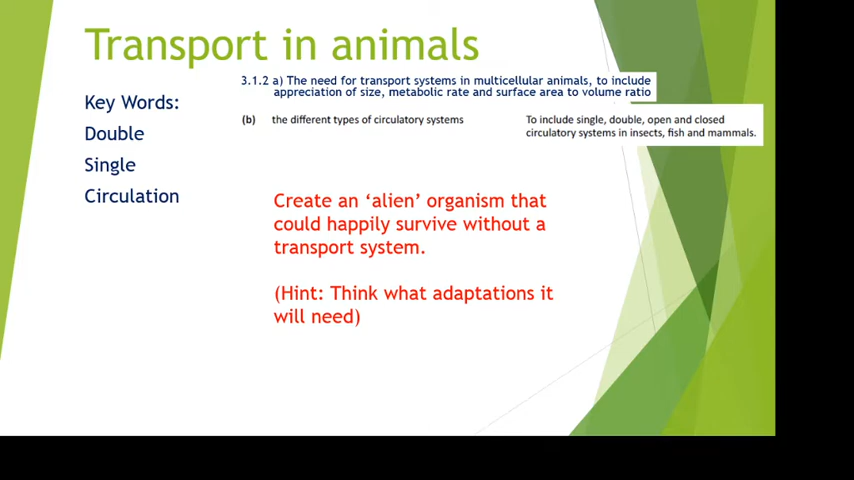 Transport in animals
3.1.2 a) The need for transport systems in multicellular animals, to include
appreciation of size, metabolic rate and surface area to volume ratio
Key Words:
Double
Single
Circulation
(b) the different types of circulatory systems
To include single, double, open and closed
circulatory systems in insects, fish and mammals.
Create an ‘alien’ organism that
could happily survive without a
transport system.
(Hint: Think what adaptations it
will need)